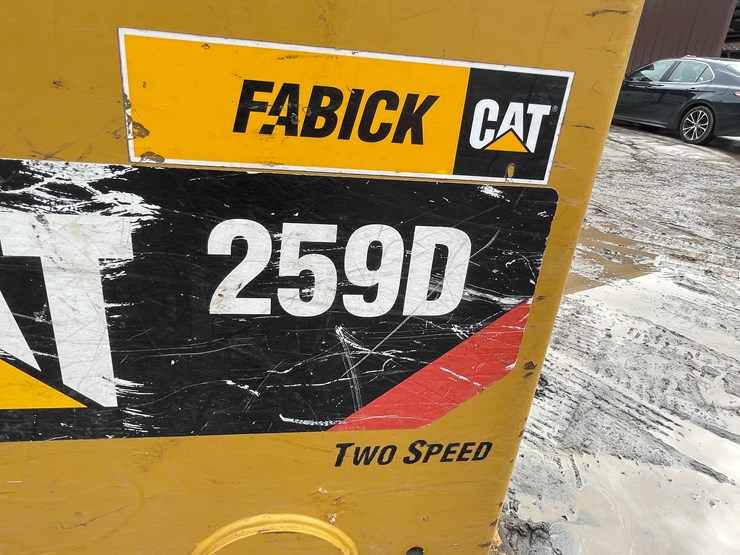 FABICK CAT®
AT 259D
TWO SPEED